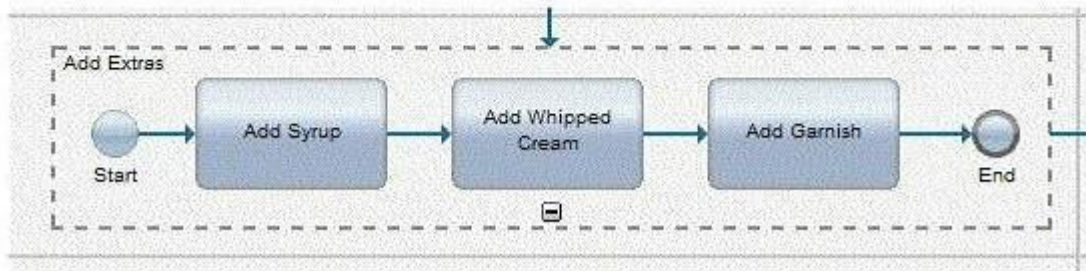 Add Extras
Add Syrup
Add Whipped
Cream
Add Garnish
Start
End